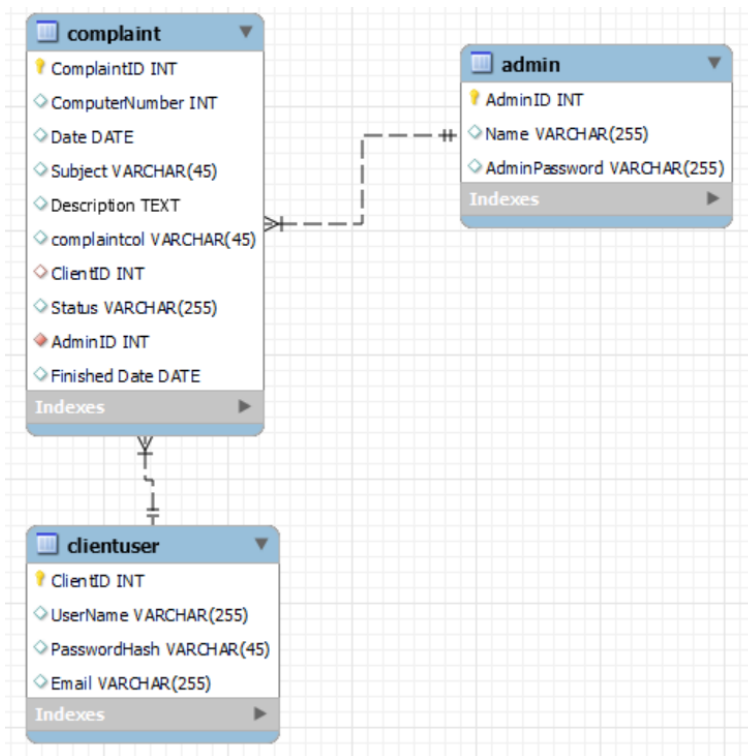 complaint
ComplaintID INT
ComputerNumber INT
Date DATE
Subject VARCHAR(45)
Description TEXT
complaintcol VARCHAR(45)
ClientID INT
Status VARCHAR(255)
AdminID INT
Finished Date DATE
Indexes
admin
AdminID INT
Name VARCHAR(255)
AdminPassword VARCHAR(255)
Indexes
clientuser
ClientID INT
UserName VARCHAR(255)
PasswordHash VARCHAR(45)
Email VARCHAR(255)
Indexes